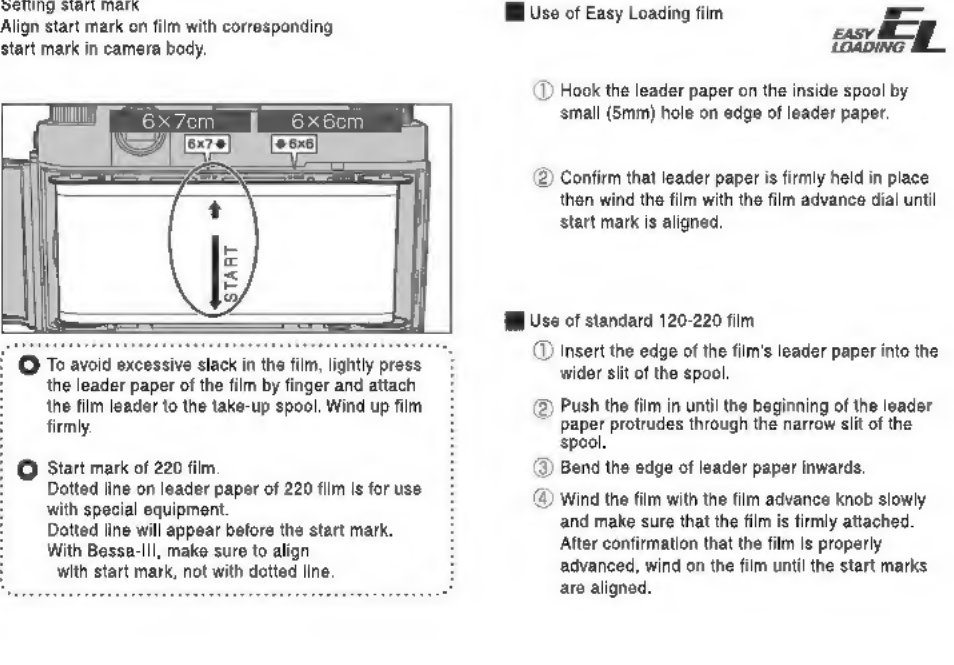 Setting start mark
Align start mark on film with corresponding
start mark in camera body.
6×7cm 6×6cm
6x7 6x6
START
To avoid excessive slack in the film, lightly press
the leader paper of the film by finger and attach
the film leader to the take-up spool. Wind up film
firmly.
Start mark of 220 film.
Dotted line on leader paper of 220 film is for use
with special equipment.
Dotted line will appear before the start mark.
With Bessa-III, make sure to align
with start mark, not with dotted line.
Use of Easy Loading film
EASY LOADING EL
① Hook the leader paper on the inside spool by
small (5mm) hole on edge of leader paper.
② Confirm that leader paper is firmly held in place
then wind the film with the film advance dial until
start mark is aligned.
Use of standard 120-220 film
① Insert the edge of the film's leader paper into the
wider slit of the spool.
② Push the film in until the beginning of the leader
paper protrudes through the narrow slit of the
spool.
③ Bend the edge of leader paper inwards.
④ Wind the film with the film advance knob slowly
and make sure that the film is firmly attached.
After confirmation that the film is properly
advanced, wind on the film until the start marks
are aligned.